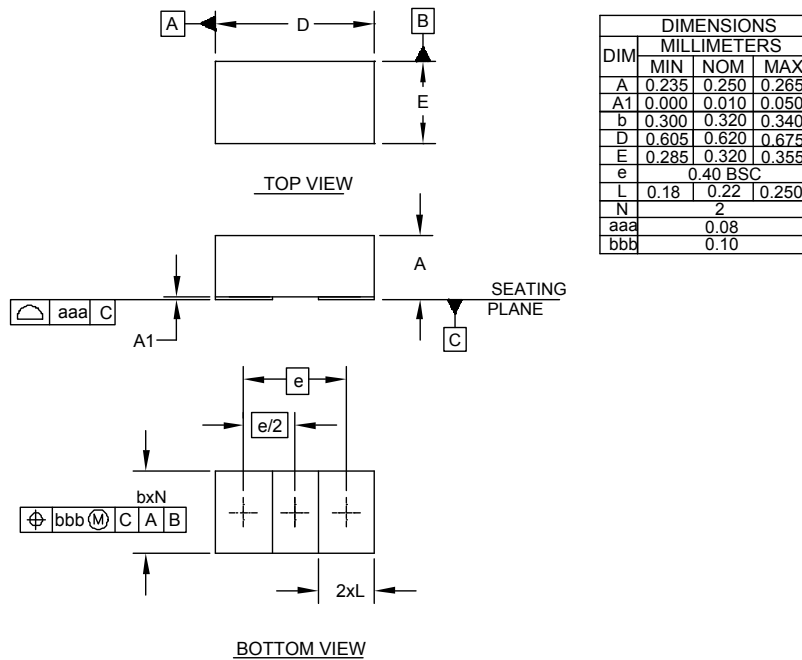 A
D
B
E
TOP VIEW
DIMENSIONS
DIM MILLIMETERS
MIN NOM MAX
A 0.235 0.250 0.265
A1 0.000 0.010 0.050
b 0.300 0.320 0.340
D 0.605 0.620 0.675
E 0.285 0.320 0.355
e 0.40 BSC
L 0.18 0.22 0.250
N 2
aaa 0.08
bbb 0.10
A
SEATING
PLANE
⌓ aaa C
A1
C
e
e/2
bxN
⌖ bbb Ⓜ C A B
2xL
BOTTOM VIEW